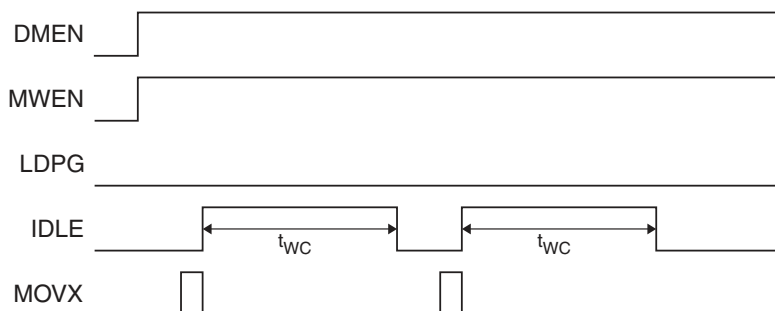 DMEN
MWEN
LDPG
IDLE
tWC tWC
MOVX